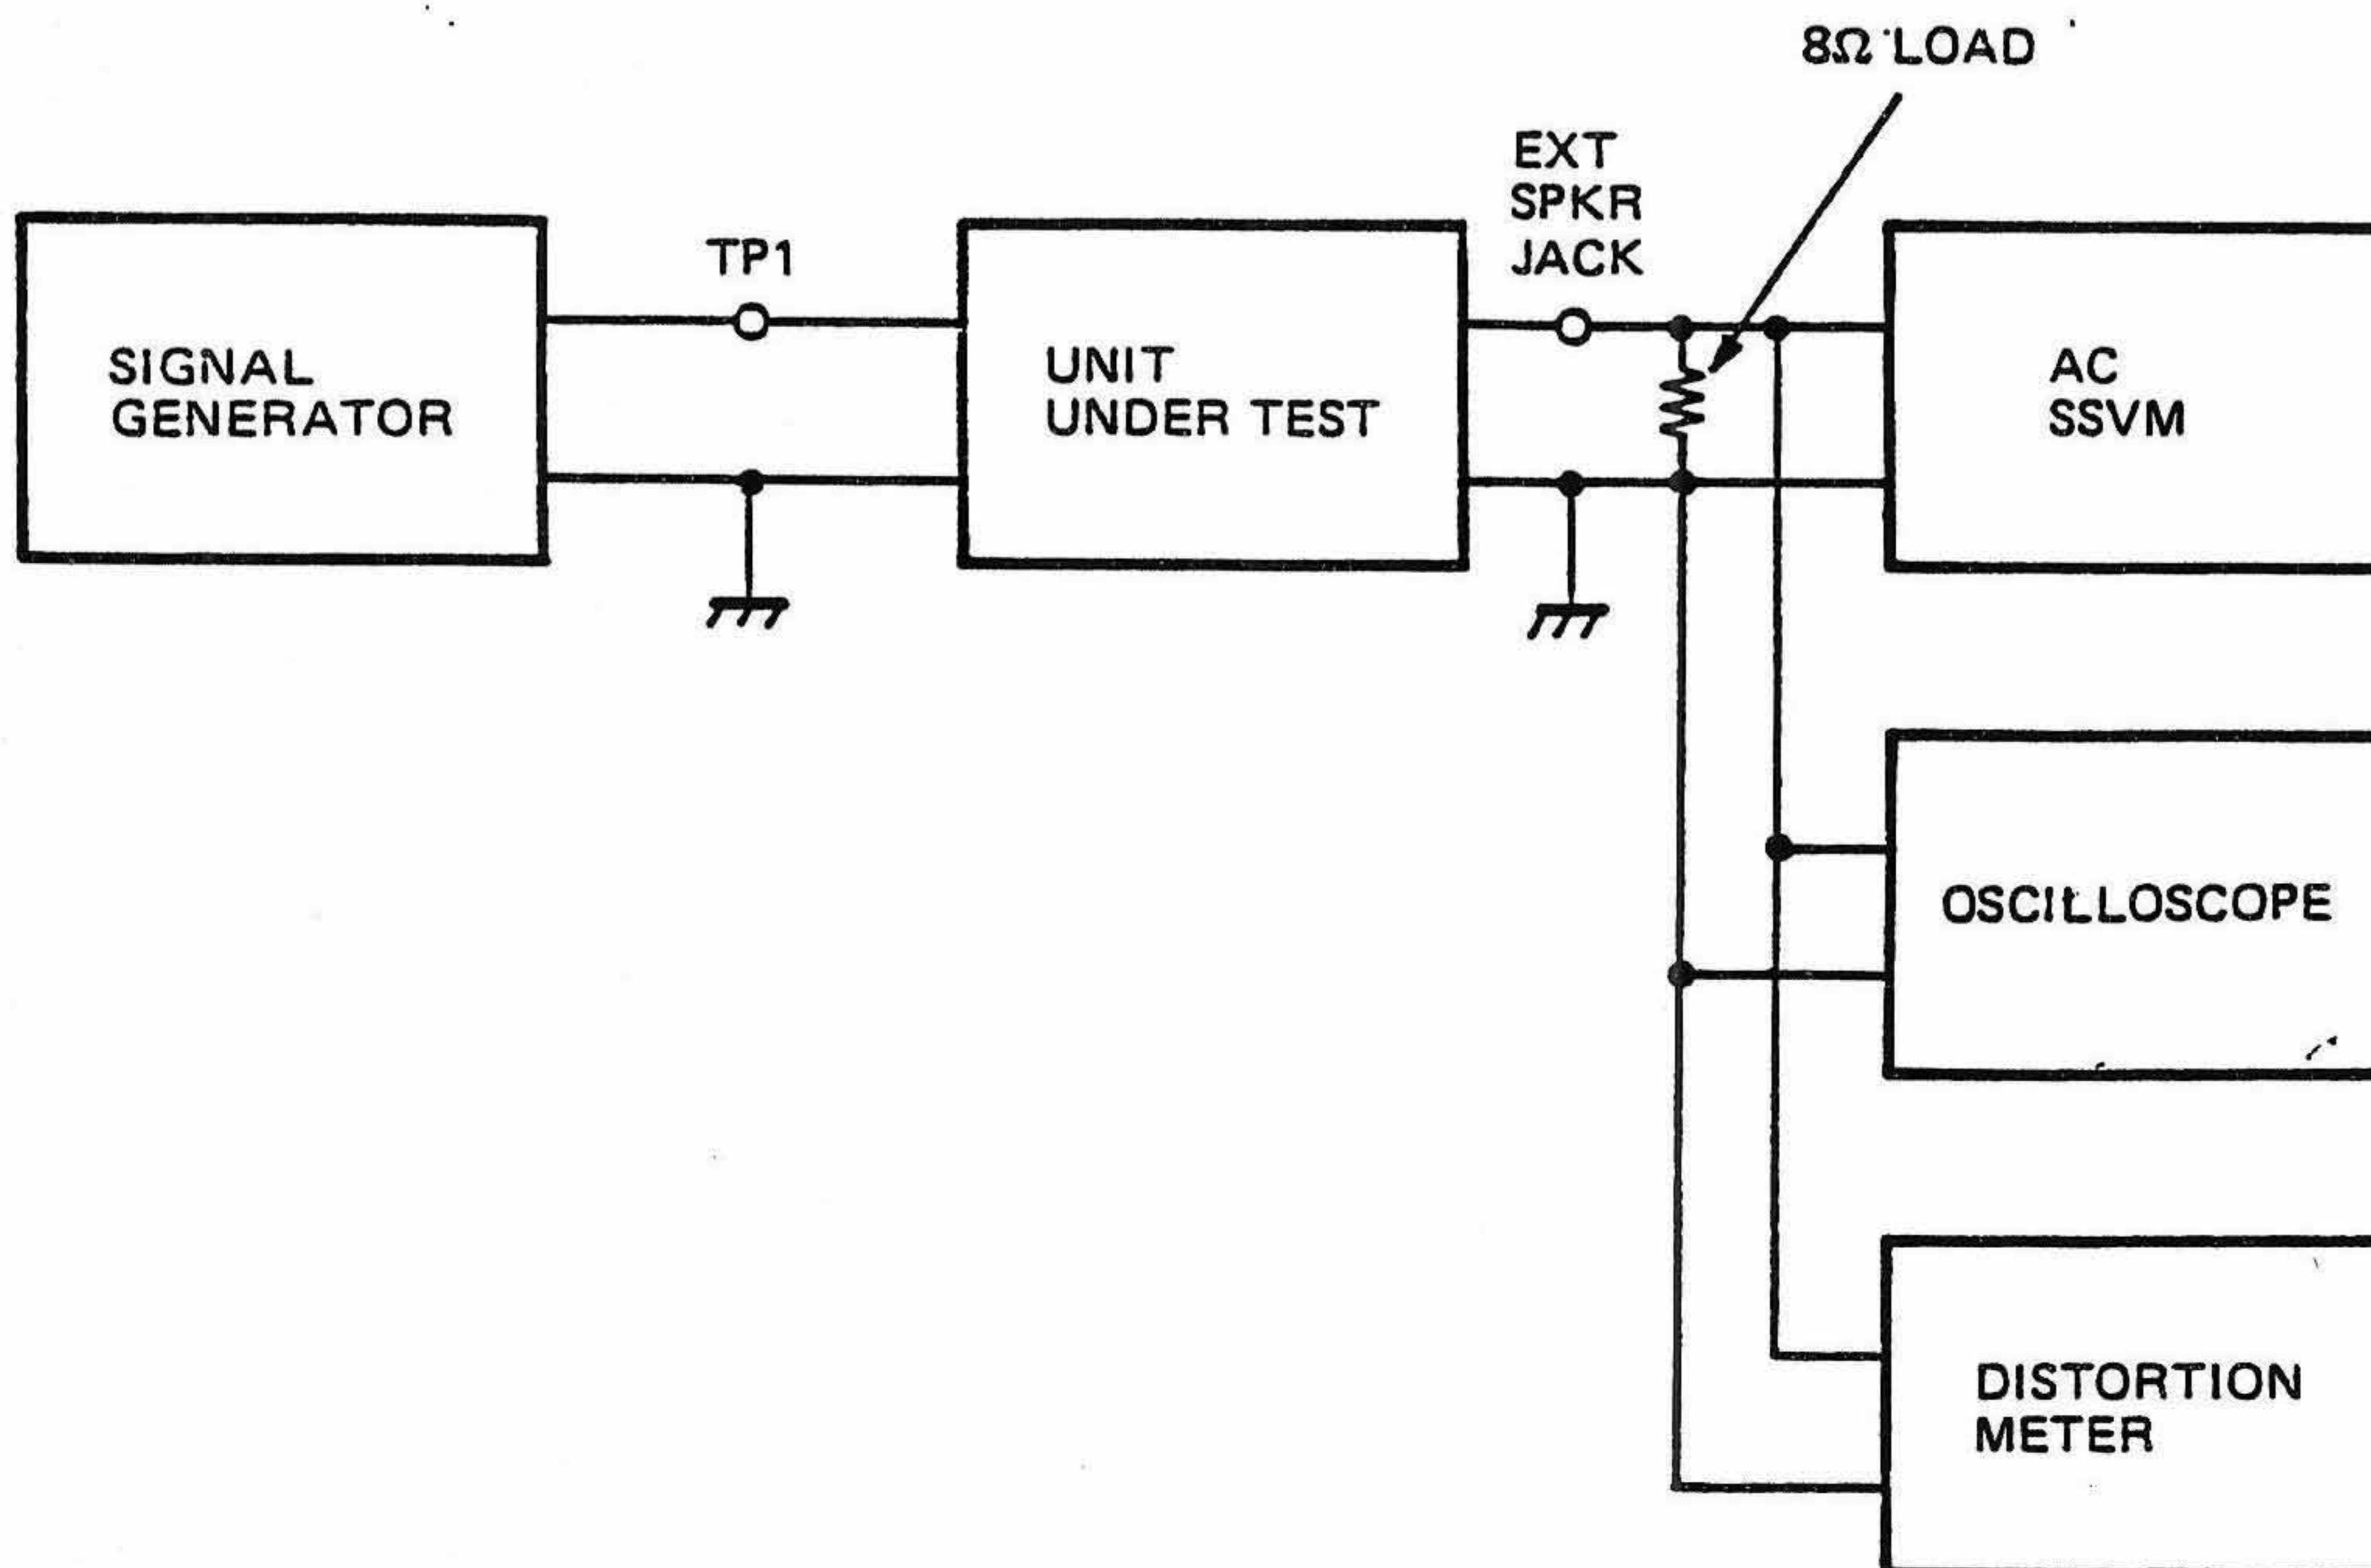 8Ω LOAD
EXT
SPKR
JACK
TP1
SIGNAL
GENERATOR
UNIT
UNDER TEST
AC
SSVM
OSCILLOSCOPE
DISTORTION
METER